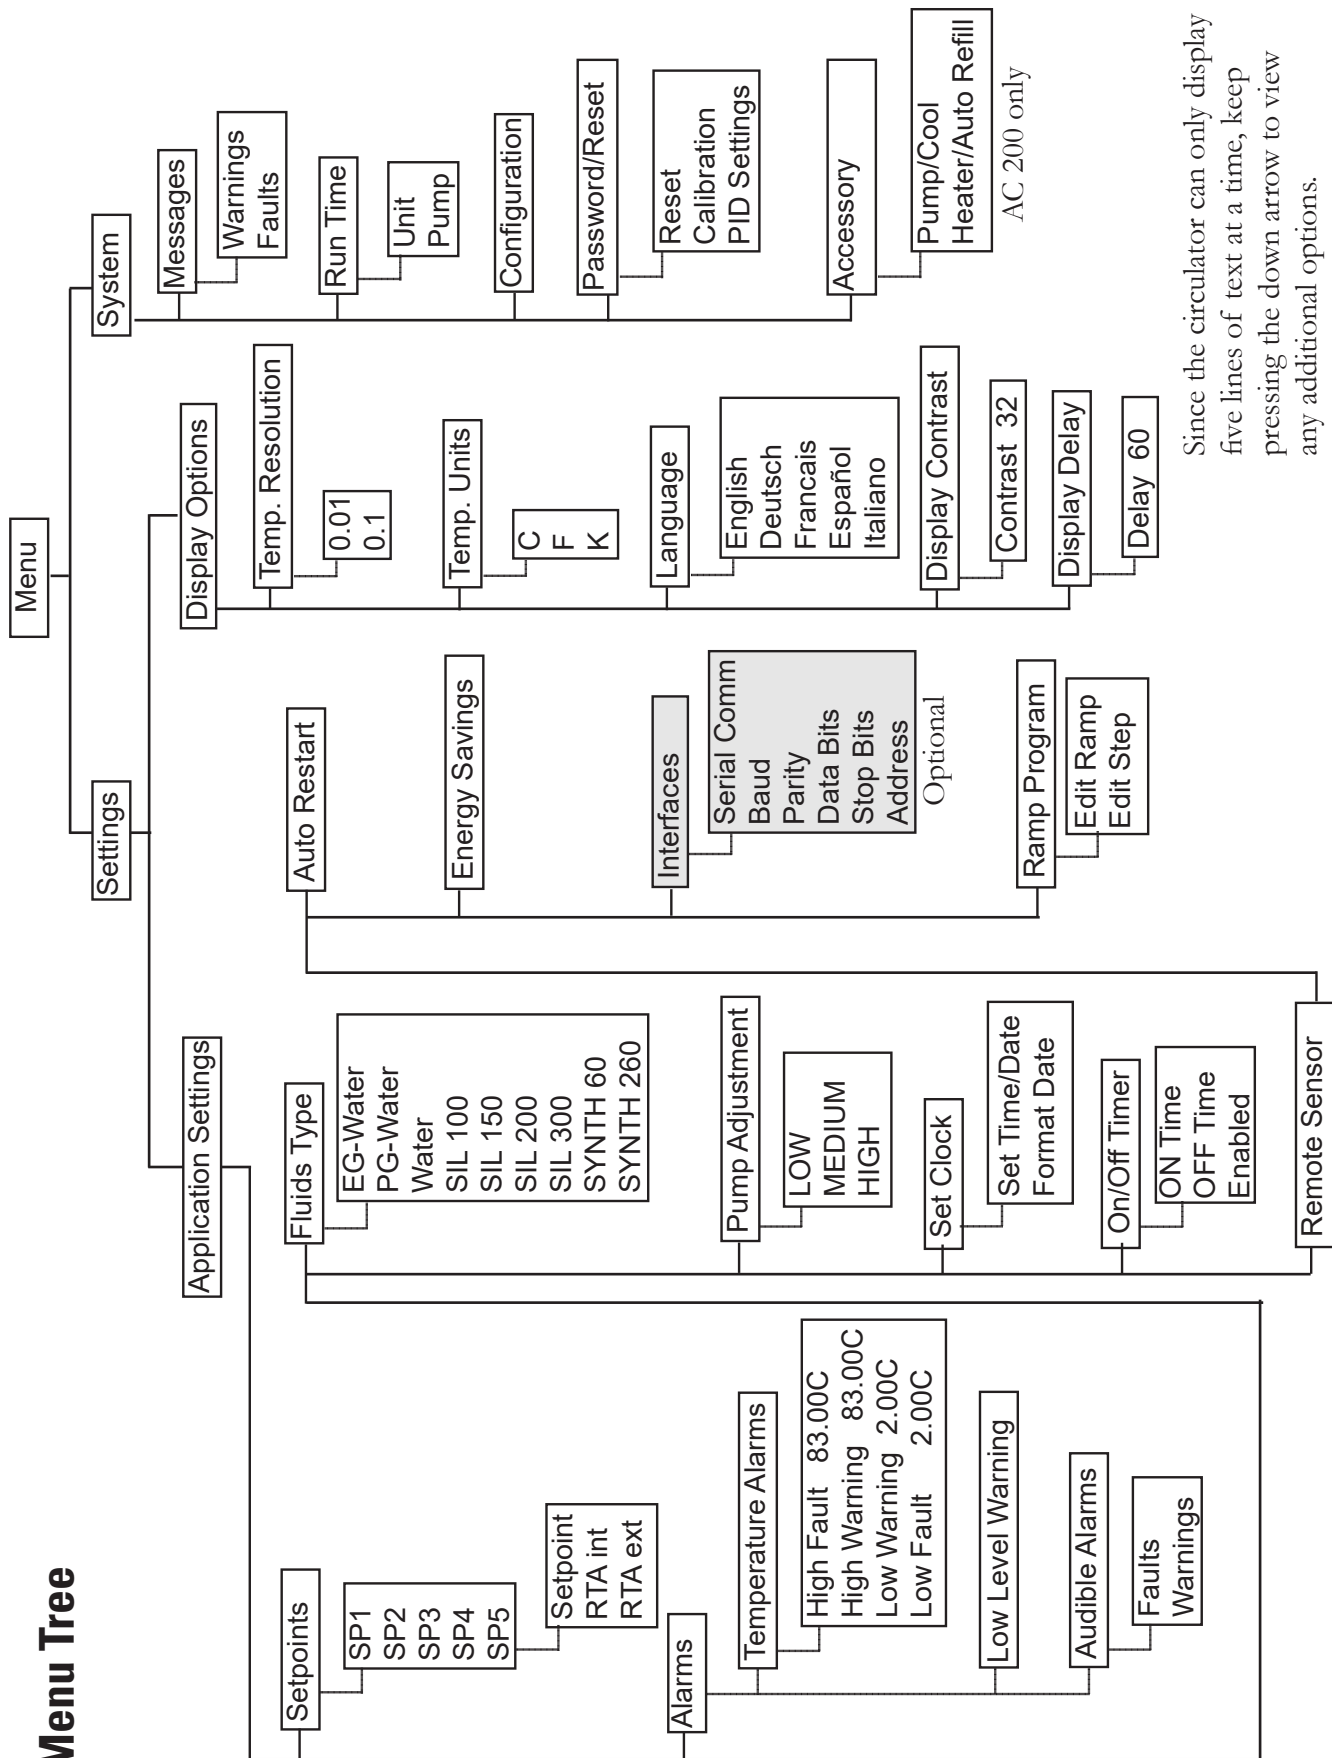 Menu Tree
Menu
Settings
System
Application Settings
Display Options
Setpoints
SP1
SP2
SP3
SP4
SP5
Setpoint
RTA int
RTA ext
Alarms
Temperature Alarms
High Fault 83.00C
High Warning 83.00C
Low Warning 2.00C
Low Fault 2.00C
Low Level Warning
Audible Alarms
Faults
Warnings
Fluids Type
EG-Water
PG-Water
Water
SIL 100
SIL 150
SIL 200
SIL 300
SYNTH 60
SYNTH 260
Pump Adjustment
LOW
MEDIUM
HIGH
Set Clock
Set Time/Date
Format Date
On/Off Timer
ON Time
OFF Time
Enabled
Remote Sensor
Auto Restart
Energy Savings
Interfaces
Serial Comm
Baud
Parity
Data Bits
Stop Bits
Address
Optional
Ramp Program
Edit Ramp
Edit Step
Temp. Resolution
0.01
0.1
Temp. Units
C
F
K
Language
English
Deutsch
Francais
Español
Italiano
Display Contrast
Contrast 32
Display Delay
Delay 60
Messages
Warnings
Faults
Run Time
Unit
Pump
Configuration
Password/Reset
Reset
Calibration
PID Settings
Accessory
Pump/Cool
Heater/Auto Refill
AC 200 only
Since the circulator can only display
five lines of text at a time, keep
pressing the down arrow to view
any additional options.